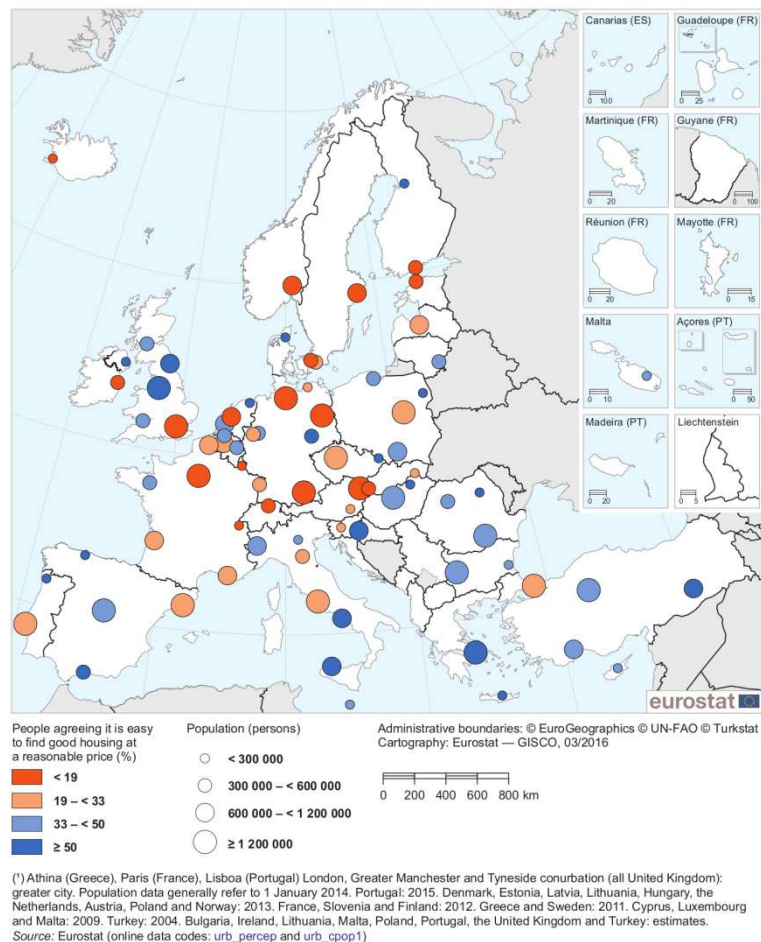 Canarias (ES)
0 100
Guadeloupe (FR)
0 25
Martinique (FR)
0 20
Guyane (FR)
0 100
Réunion (FR)
0 20
Mayotte (FR)
0 15
Malta
0 10
Açores (PT)
0 50
Madeira (PT)
0 20
Liechtenstein
0 5
eurostat
People agreeing it is easy
to find good housing at
a reasonable price (%)
< 19
19 – < 33
33 – < 50
≥ 50
Population (persons)
< 300 000
300 000 – < 600 000
600 000 – < 1 200 000
≥ 1 200 000
Administrative boundaries: © EuroGeographics © UN-FAO © Turkstat
Cartography: Eurostat — GISCO, 03/2016
0 200 400 600 800 km
(¹) Athina (Greece), Paris (France), Lisboa (Portugal) London, Greater Manchester and Tyneside conurbation (all United Kingdom):
greater city. Population data generally refer to 1 January 2014. Portugal: 2015. Denmark, Estonia, Latvia, Lithuania, Hungary, the
Netherlands, Austria, Poland and Norway: 2013. France, Slovenia and Finland: 2012. Greece and Sweden: 2011. Cyprus, Luxembourg
and Malta: 2009. Turkey: 2004. Bulgaria, Ireland, Lithuania, Malta, Poland, Portugal, the United Kingdom and Turkey: estimates.
Source: Eurostat (online data codes: urb_percep and urb_cpop1)